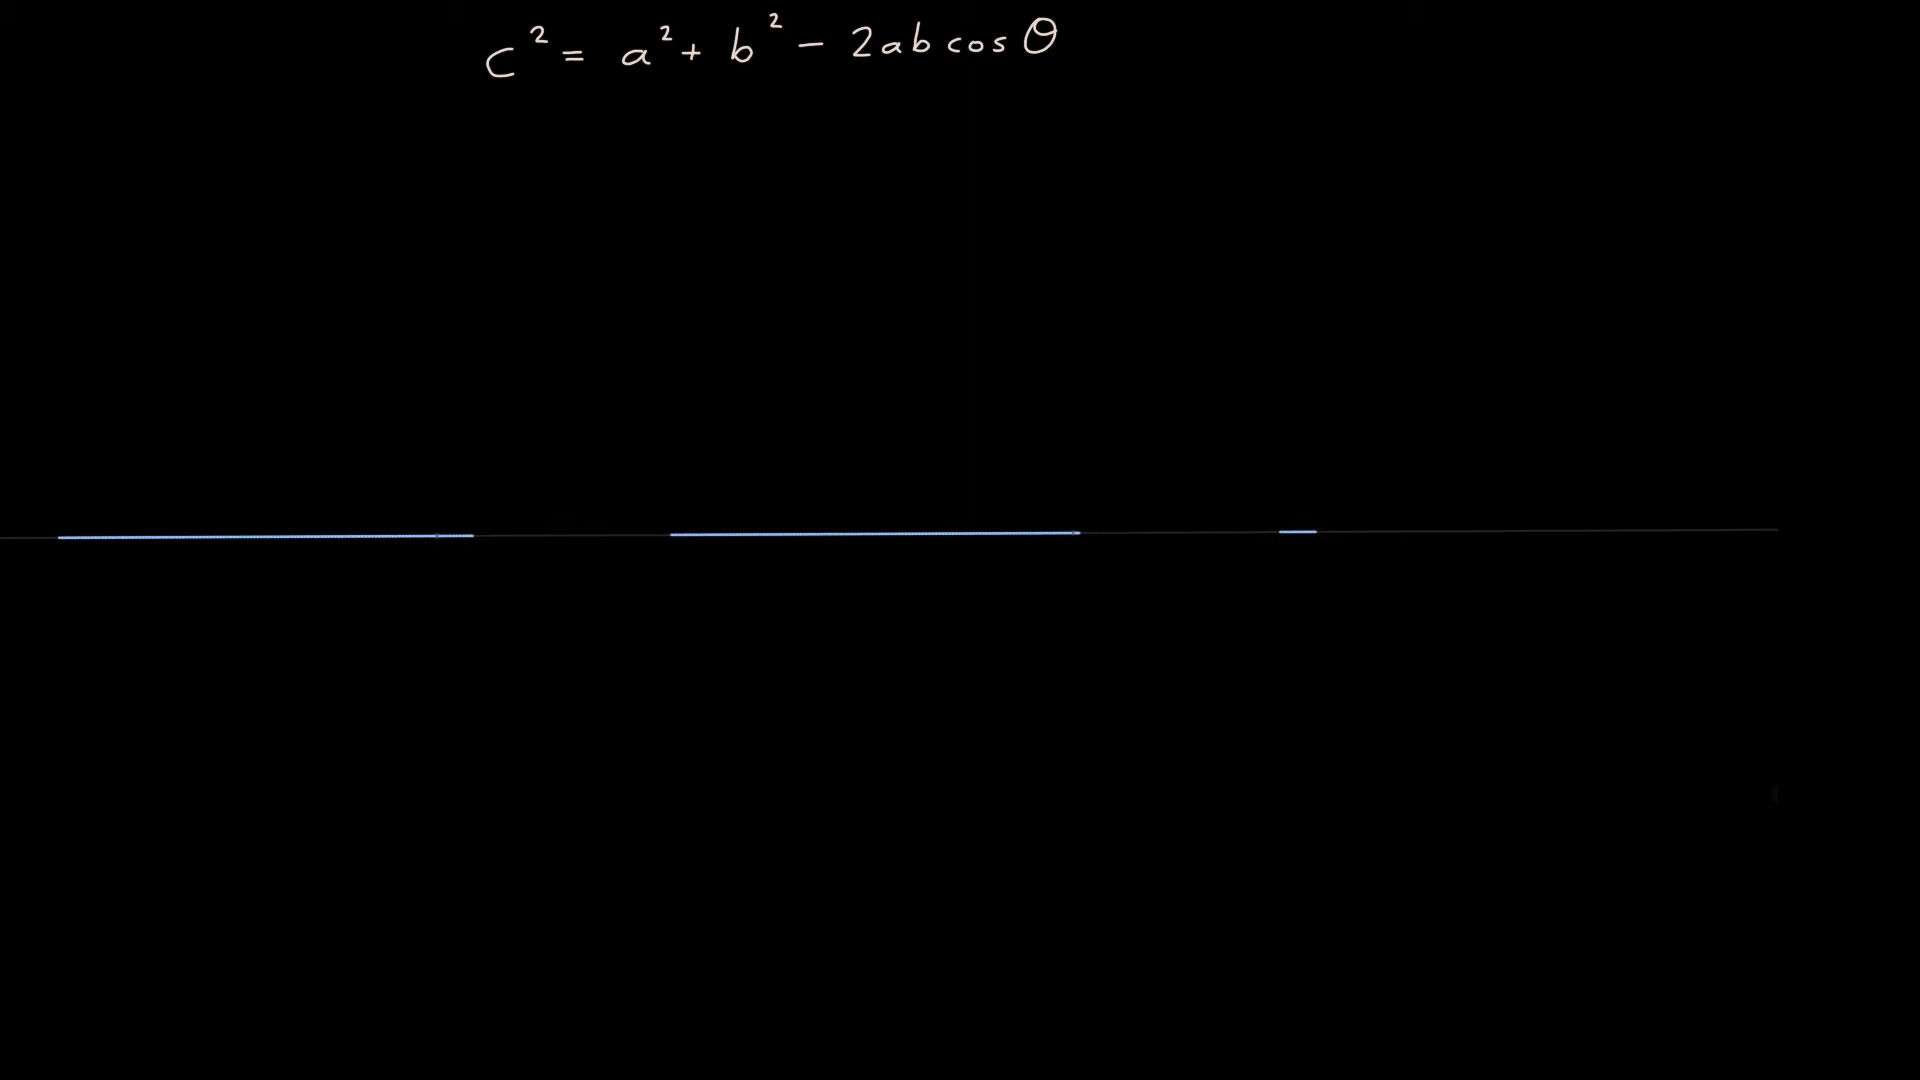 c² = a² + b² − 2ab cos θ